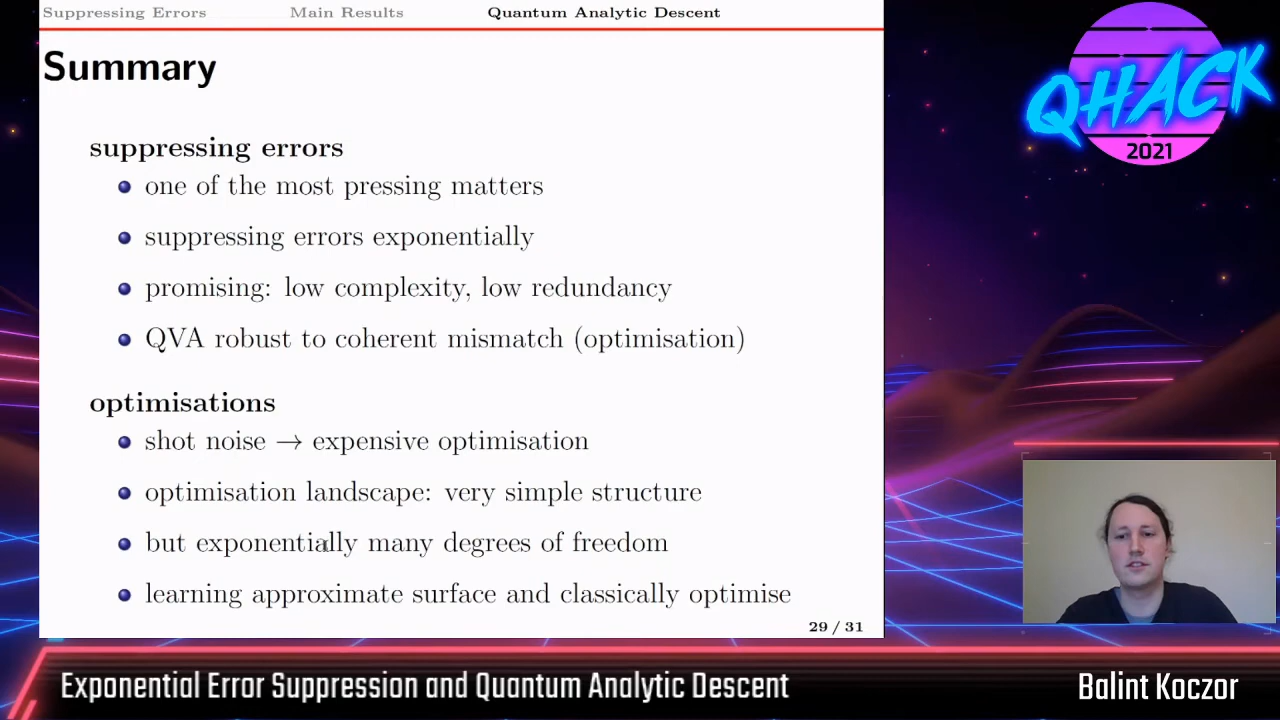 Suppressing Errors Main Results Quantum Analytic Descent
Summary
suppressing errors
one of the most pressing matters
suppressing errors exponentially
promising: low complexity, low redundancy
QVA robust to coherent mismatch (optimisation)
optimisations
shot noise → expensive optimisation
optimisation landscape: very simple structure
but exponentially many degrees of freedom
learning approximate surface and classically optimise
29 / 31
QHACK
2021
Exponential Error Suppression and Quantum Analytic Descent
Balint Koczor